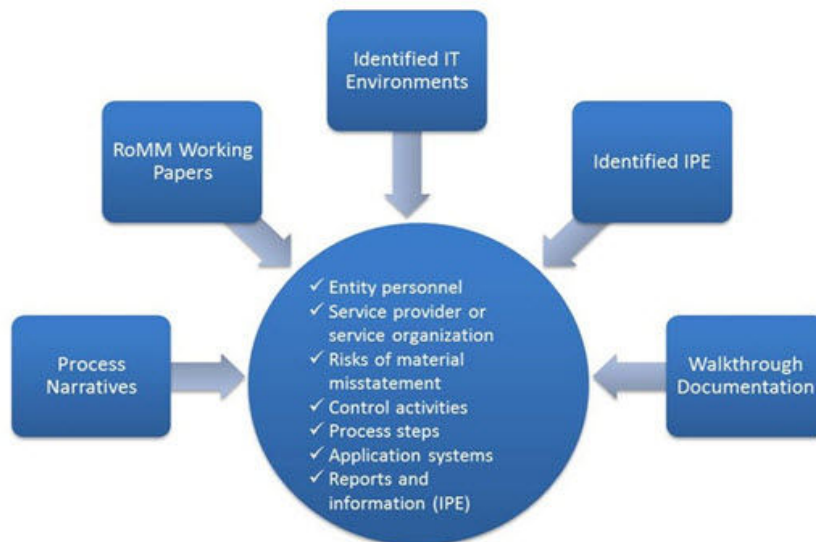 Identified IT
Environments
RoMM Working
Papers
Identified IPE
Process
Narratives
Walkthrough
Documentation
✓ Entity personnel
✓ Service provider or
service organization
✓ Risks of material
misstatement
✓ Control activities
✓ Process steps
✓ Application systems
✓ Reports and
information (IPE)